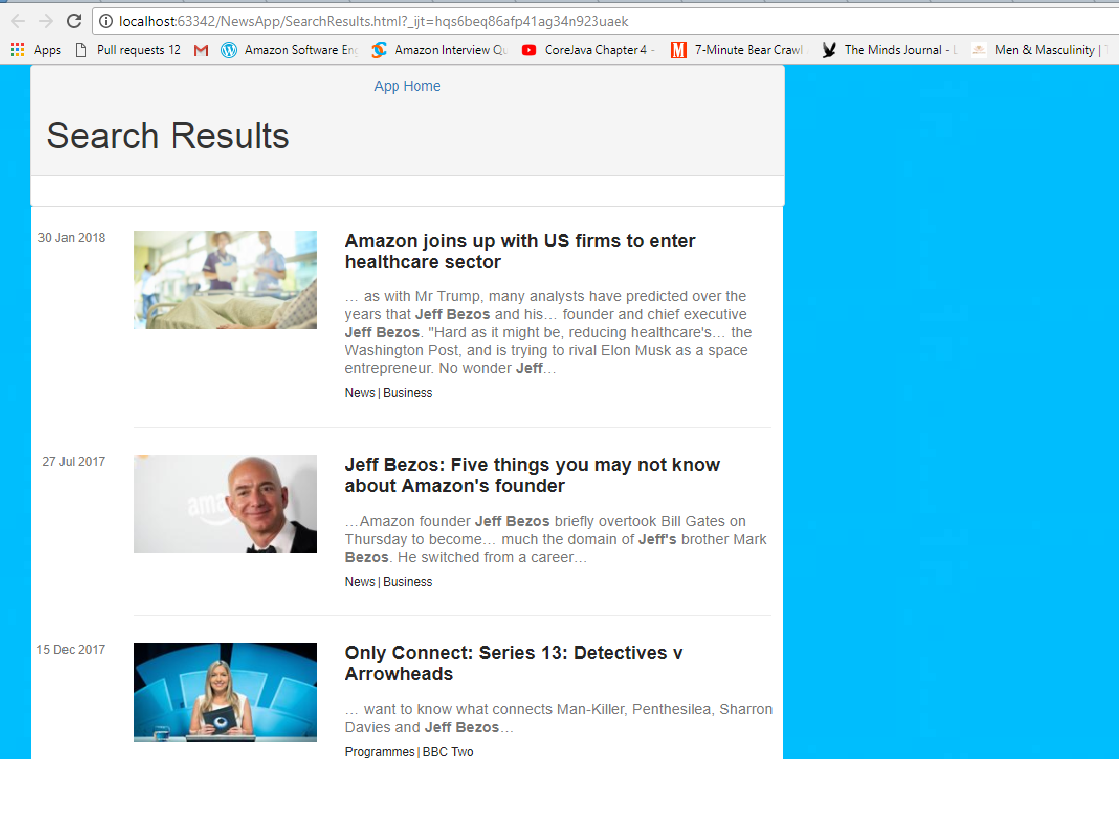 localhost:63342/NewsApp/SearchResults.html?_ijt=hqs6beq86afp41ag34n923uaek
Apps Pull requests 12 Amazon Software Eng Amazon Interview Qu CoreJava Chapter 4 - 7-Minute Bear Crawl The Minds Journal - L Men & Masculinity | T
App Home
Search Results
30 Jan 2018
Amazon joins up with US firms to enter
healthcare sector
… as with Mr Trump, many analysts have predicted over the
years that Jeff Bezos and his… founder and chief executive
Jeff Bezos. "Hard as it might be, reducing healthcare's… the
Washington Post, and is trying to rival Elon Musk as a space
entrepreneur. No wonder Jeff…
News | Business
27 Jul 2017
amazon
Jeff Bezos: Five things you may not know
about Amazon's founder
…Amazon founder Jeff Bezos briefly overtook Bill Gates on
Thursday to become… much the domain of Jeff's brother Mark
Bezos. He switched from a career…
News | Business
15 Dec 2017
Only Connect: Series 13: Detectives v
Arrowheads
… want to know what connects Man-Killer, Penthesilea, Sharron
Davies and Jeff Bezos…
Programmes | BBC Two